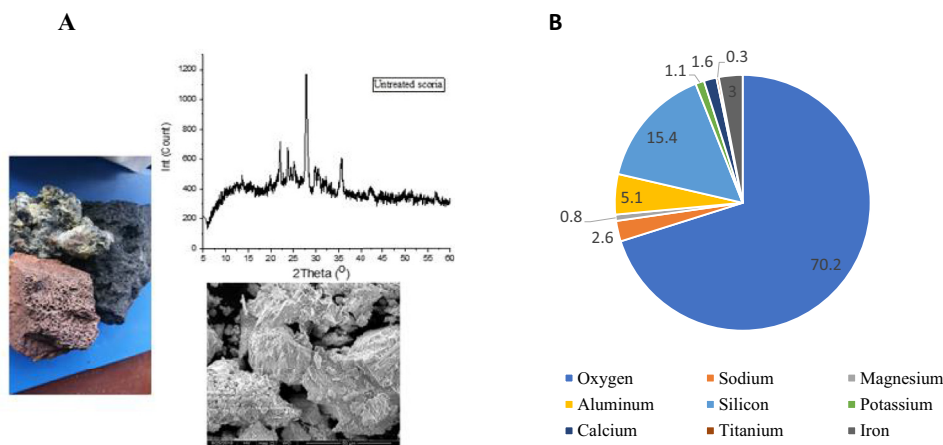 A
B
Untreated scoria
Int (Count)
1200
1000
800
600
400
200
0
5 10 15 20 25 30 35 40 45 50 55 60
2Theta (O)
0.3
1.6
1.1
3
15.4
5.1
0.8
2.6
70.2
Oxygen Sodium Magnesium
Aluminum Silicon Potassium
Calcium Titanium Iron